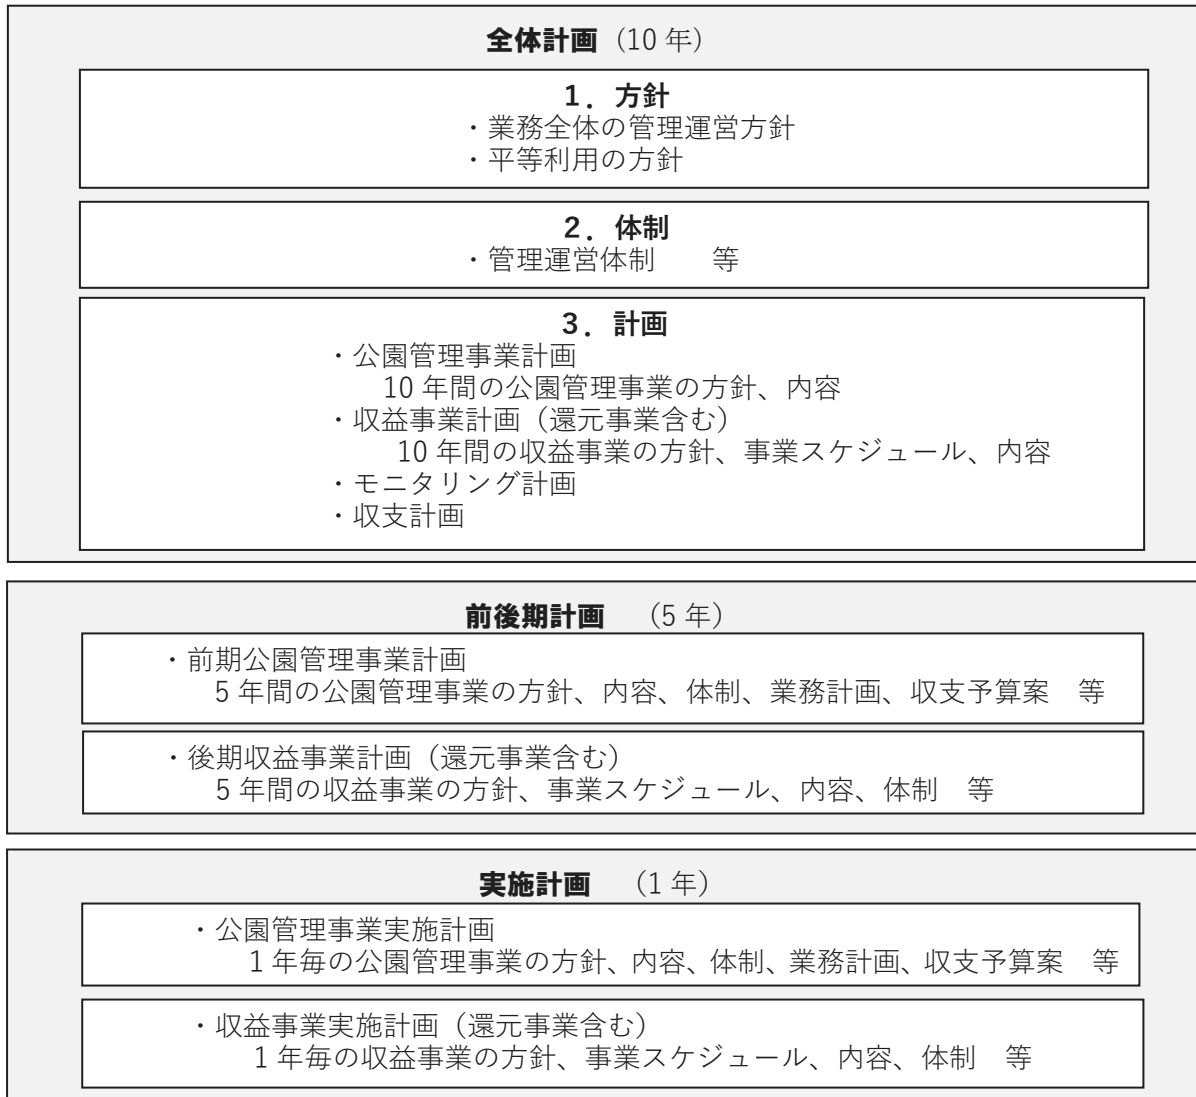 全体計画（10 年）
１．方針
・業務全体の管理運営方針
・平等利用の方針
２．体制
・管理運営体制　　等
３．計画
・公園管理事業計画
10 年間の公園管理事業の方針、内容
・収益事業計画（還元事業含む）
10 年間の収益事業の方針、事業スケジュール、内容
・モニタリング計画
・収支計画
前後期計画　（5 年）
・前期公園管理事業計画
5 年間の公園管理事業の方針、内容、体制、業務計画、収支予算案　等
・後期収益事業計画（還元事業含む）
5 年間の収益事業の方針、事業スケジュール、内容、体制　等
実施計画　（1 年）
・公園管理事業実施計画
1 年毎の公園管理事業の方針、内容、体制、業務計画、収支予算案　等
・収益事業実施計画（還元事業含む）
1 年毎の収益事業の方針、事業スケジュール、内容、体制　等